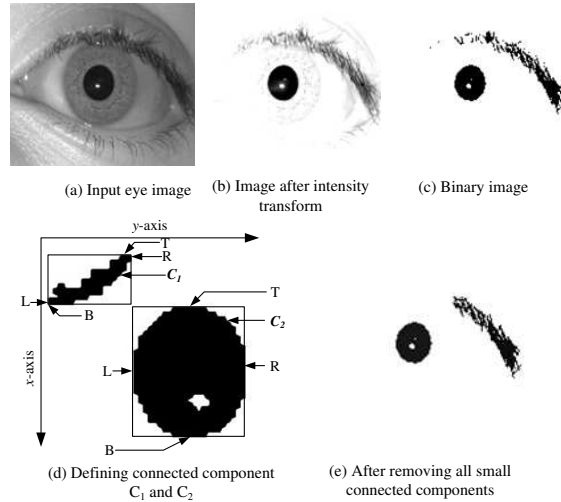 (a) Input eye image
(b) Image after intensity
transform
(c) Binary image
y-axis
T
R
C1
L
B
T
C2
x-axis
L
R
B
(d) Defining connected component
C1 and C2
(e) After removing all small
connected components